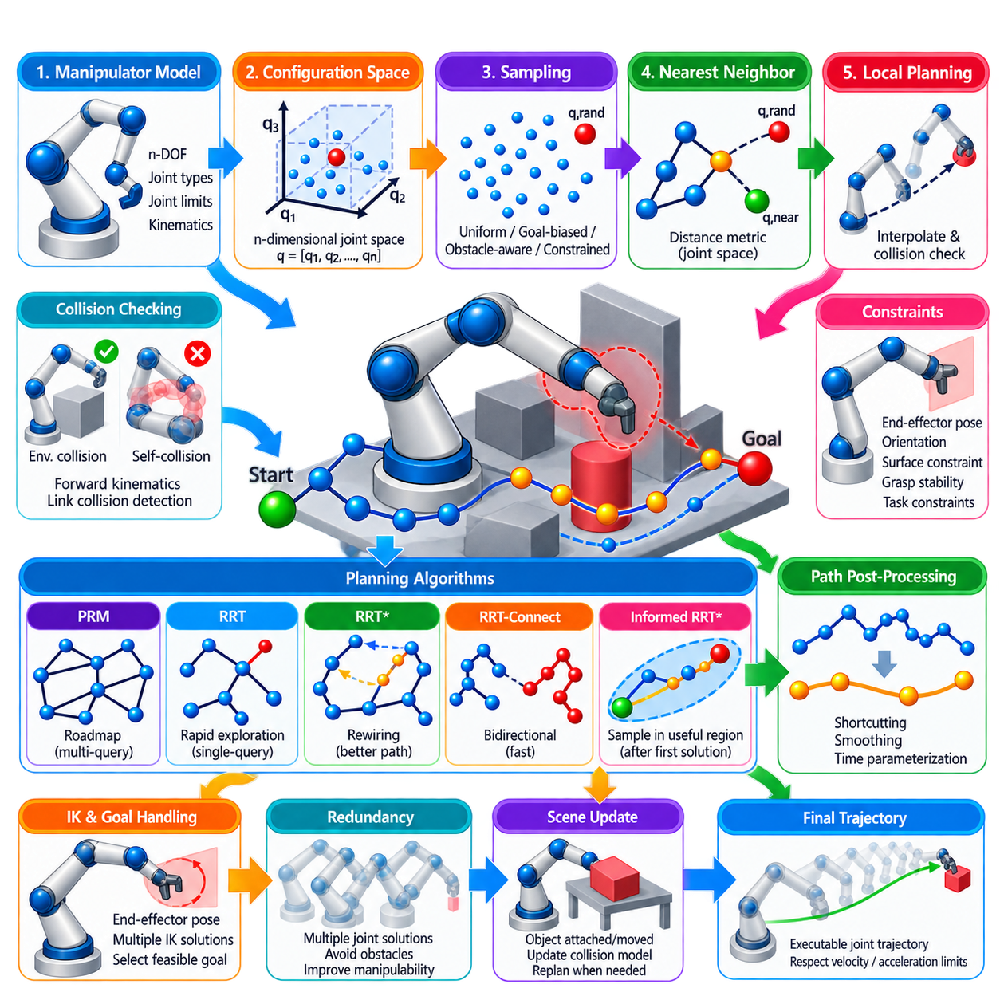 1. Manipulator Model
n-DOF
Joint types
Joint limits
Kinematics
2. Configuration Space
q3
q2
q1
n-dimensional joint space
q = [q1, q2, ...., qn]
3. Sampling
q,rand
Uniform / Goal-biased /
Obstacle-aware / Constrained
4. Nearest Neighbor
q,rand
q,near
Distance metric
(joint space)
5. Local Planning
Interpolate &
collision check
Collision Checking
Env. collision
Self-collision
Forward kinematics
Link collision detection
Start
Goal
Constraints
End-effector pose
Orientation
Surface constraint
Grasp stability
Task constraints
Planning Algorithms
PRM
Roadmap
(multi-query)
RRT
Rapid exploration
(single-query)
RRT*
Rewiring
(better path)
RRT-Connect
Bidirectional
(fast)
Informed RRT*
Sample in useful region
(after first solution)
Path Post-Processing
Shortcutting
Smoothing
Time parameterization
IK & Goal Handling
End-effector pose
Multiple IK solutions
Select feasible goal
Redundancy
Multiple joint solutions
Avoid obstacles
Improve manipulability
Scene Update
Object attached/moved
Update collision model
Replan when needed
Final Trajectory
Executable joint trajectory
Respect velocity / acceleration limits